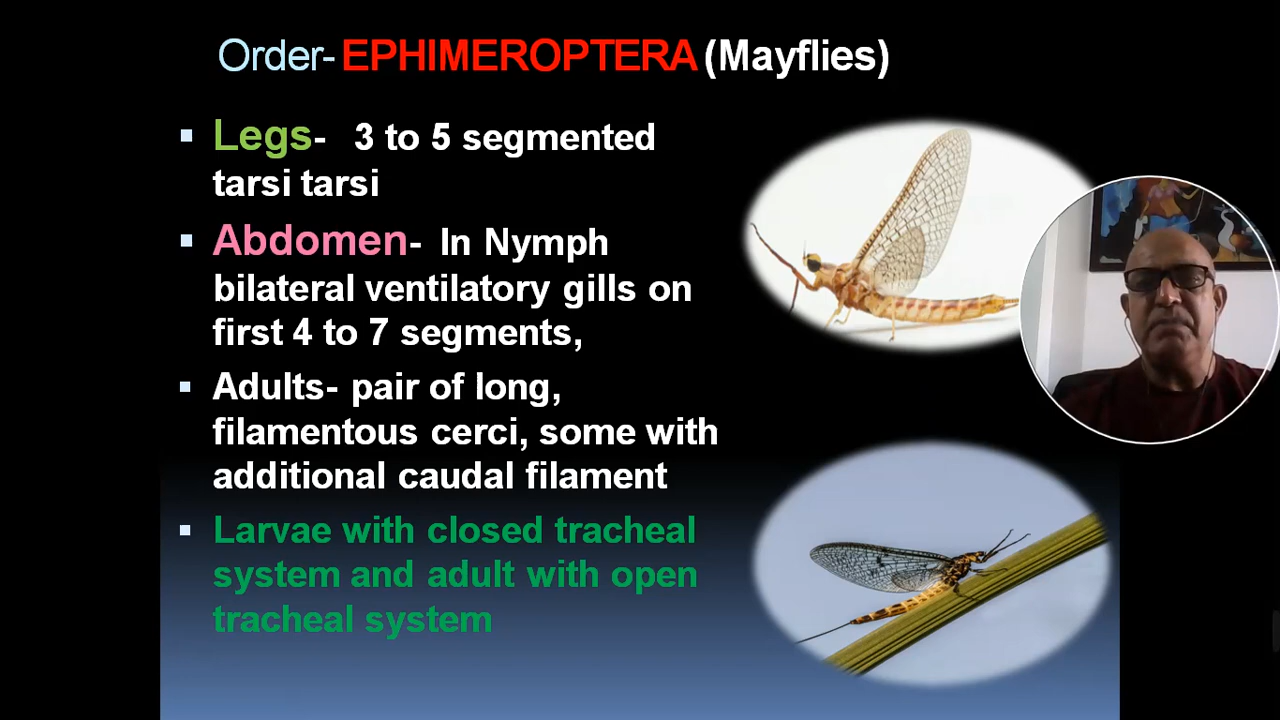 Order- EPHIMEROPTERA (Mayflies)
▪ Legs- 3 to 5 segmented
tarsi tarsi
▪ Abdomen- In Nymph
bilateral ventilatory gills on
first 4 to 7 segments,
▪ Adults- pair of long,
filamentous cerci, some with
additional caudal filament
▪ Larvae with closed tracheal
system and adult with open
tracheal system